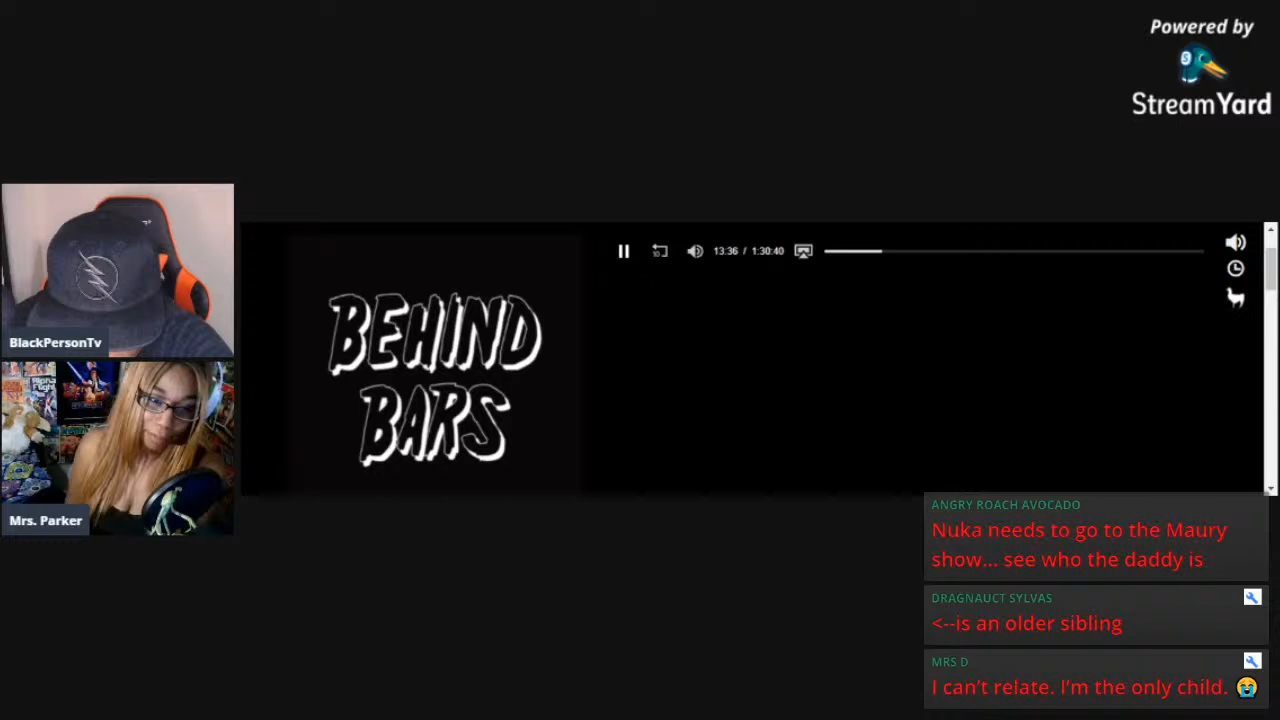 Powered by
StreamYard
BlackPersonTv
Mrs. Parker
BEHIND
BARS
10
13:36 / 1:30:40
ANGRY ROACH AVOCADO
Nuka needs to go to the Maury
show... see who the daddy is
DRAGNAUCT SYLVAS
<--is an older sibling
MRS D
I can't relate. I'm the only child. 😭